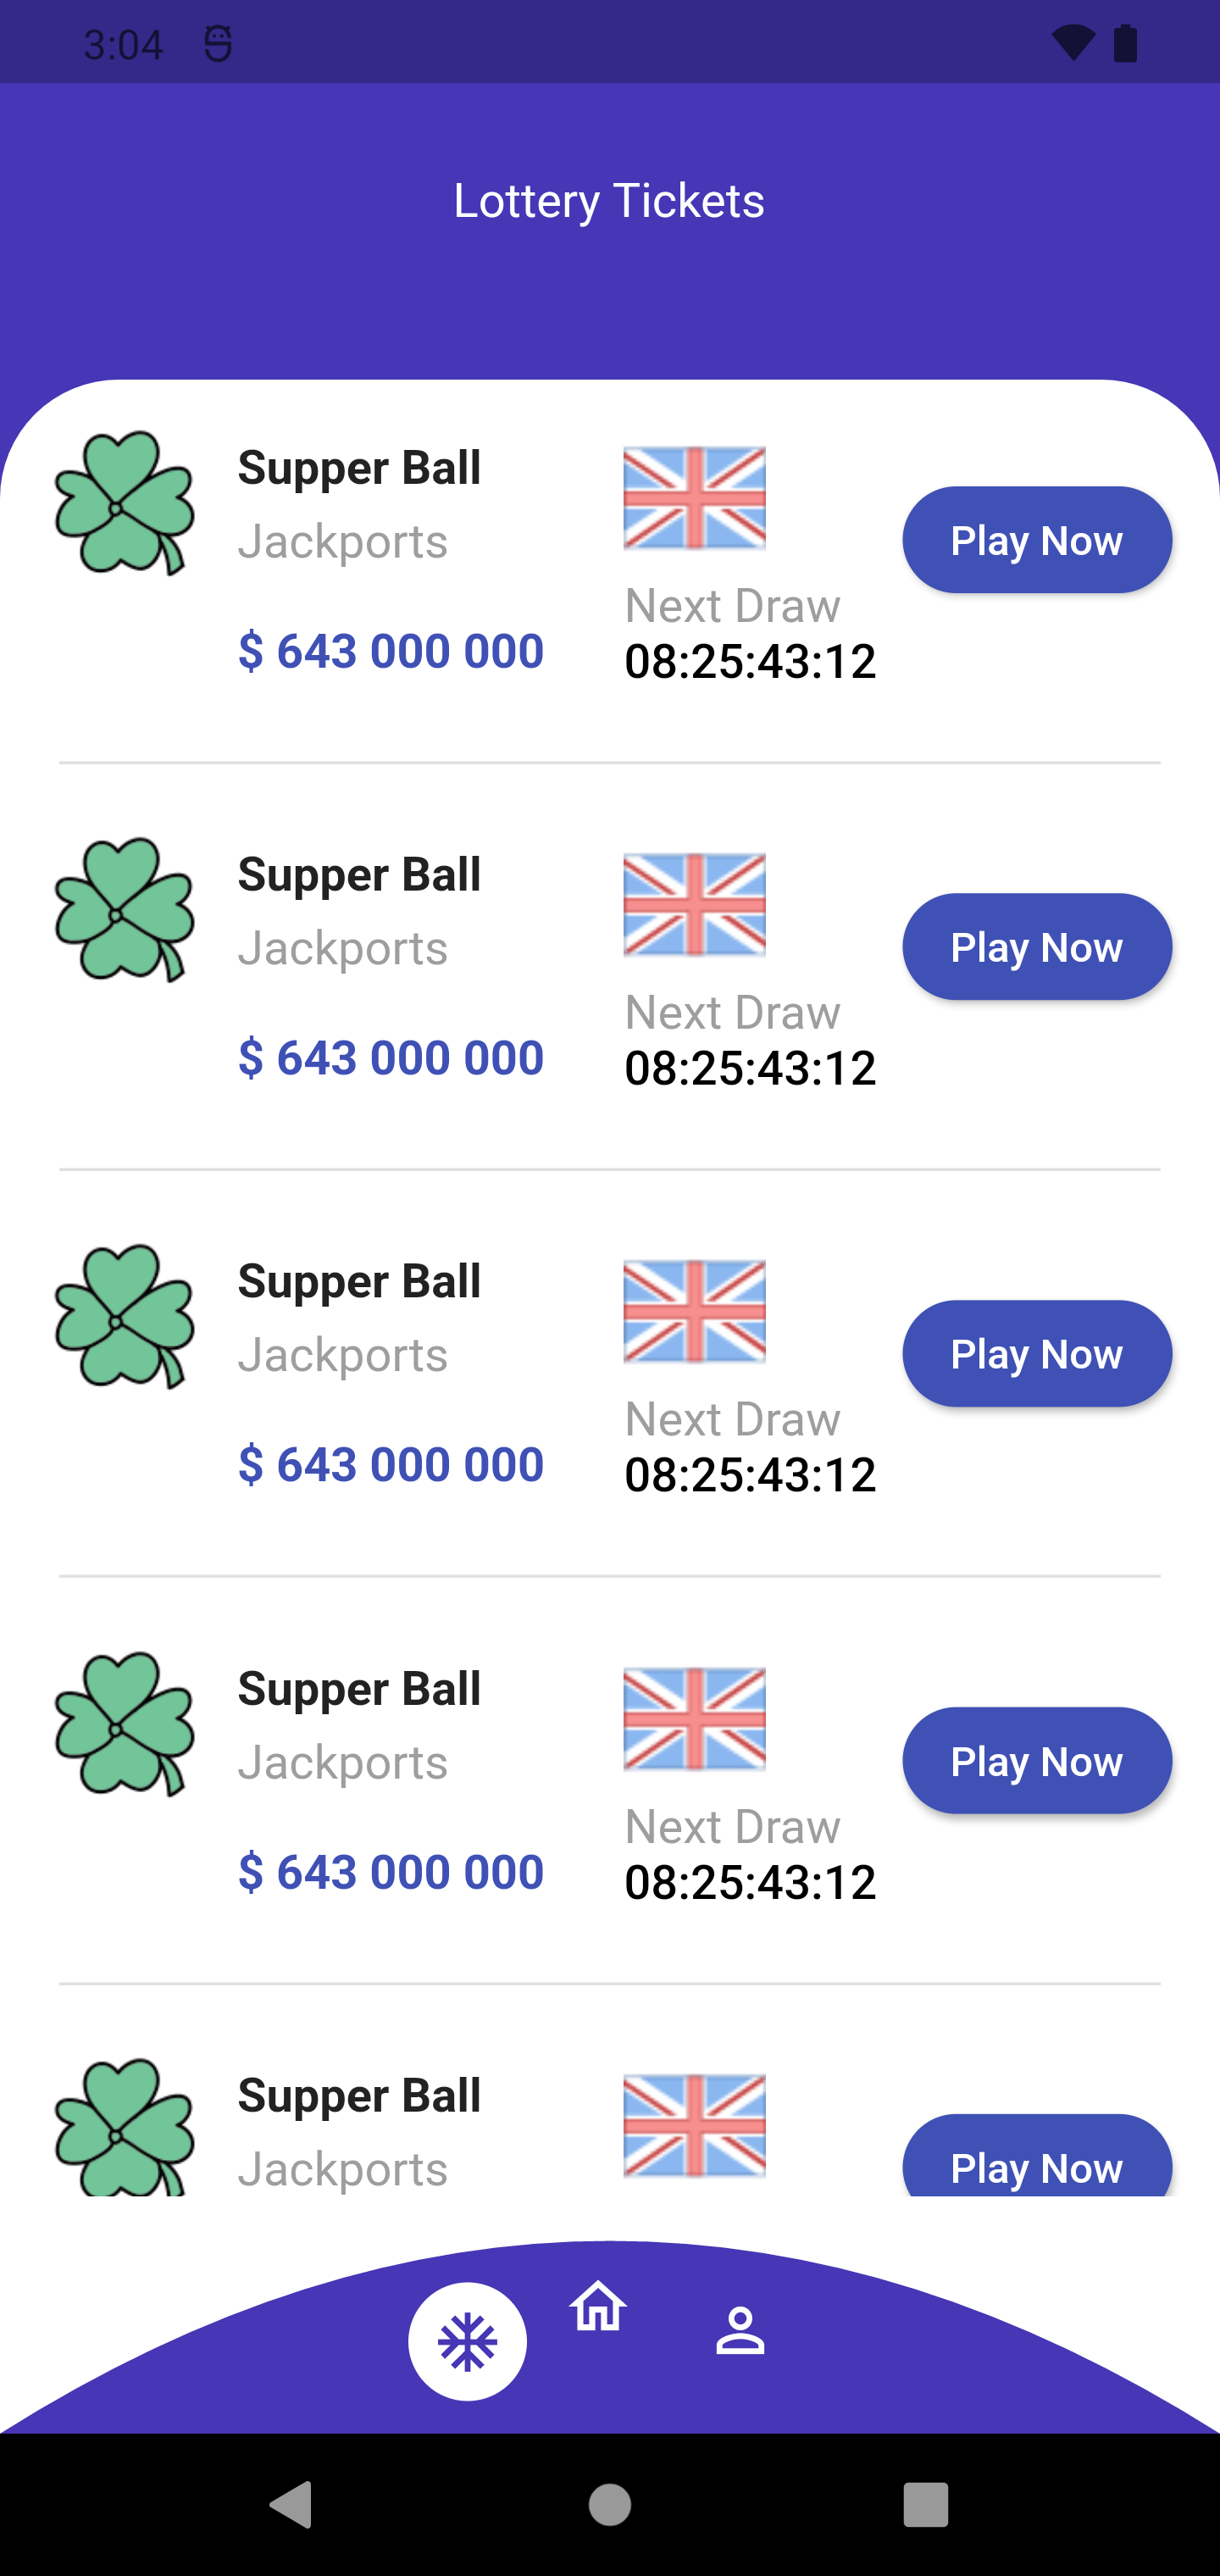 3:04
Lottery Tickets
Supper Ball
Jackports
$ 643 000 000
Next Draw
08:25:43:12
Play Now
Supper Ball
Jackports
$ 643 000 000
Next Draw
08:25:43:12
Play Now
Supper Ball
Jackports
$ 643 000 000
Next Draw
08:25:43:12
Play Now
Supper Ball
Jackports
$ 643 000 000
Next Draw
08:25:43:12
Play Now
Supper Ball
Jackports
Play Now